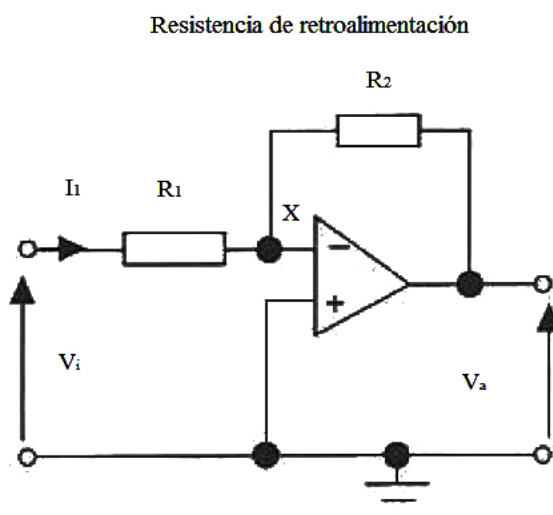 Resistencia de retroalimentación
R₂
I₁
R₁
X
−
+
Vᵢ
Vₐ